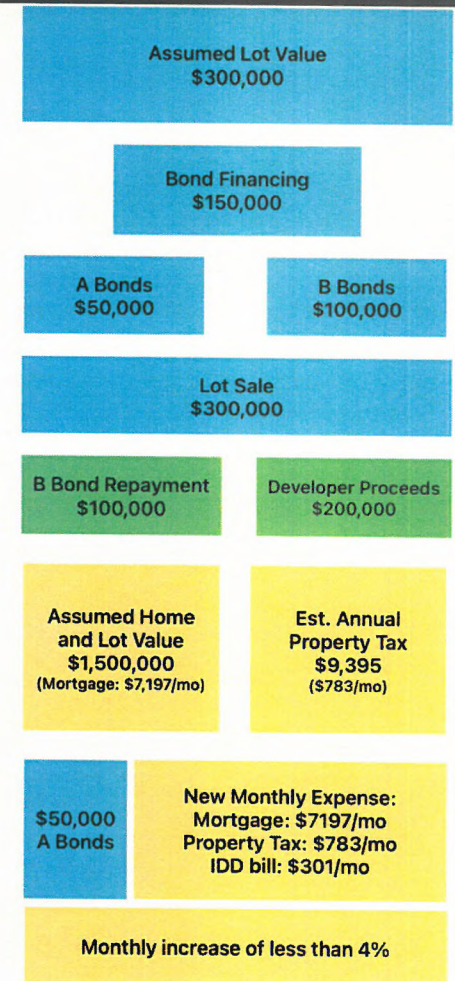 Assumed Lot Value
$300,000
Bond Financing
$150,000
A Bonds
$50,000
B Bonds
$100,000
Lot Sale
$300,000
B Bond Repayment
$100,000
Developer Proceeds
$200,000
Assumed Home
and Lot Value
$1,500,000
(Mortgage: $7,197/mo)
Est. Annual
Property Tax
$9,395
($783/mo)
$50,000
A Bonds
New Monthly Expense:
Mortgage: $7197/mo
Property Tax: $783/mo
IDD bill: $301/mo
Monthly increase of less than 4%